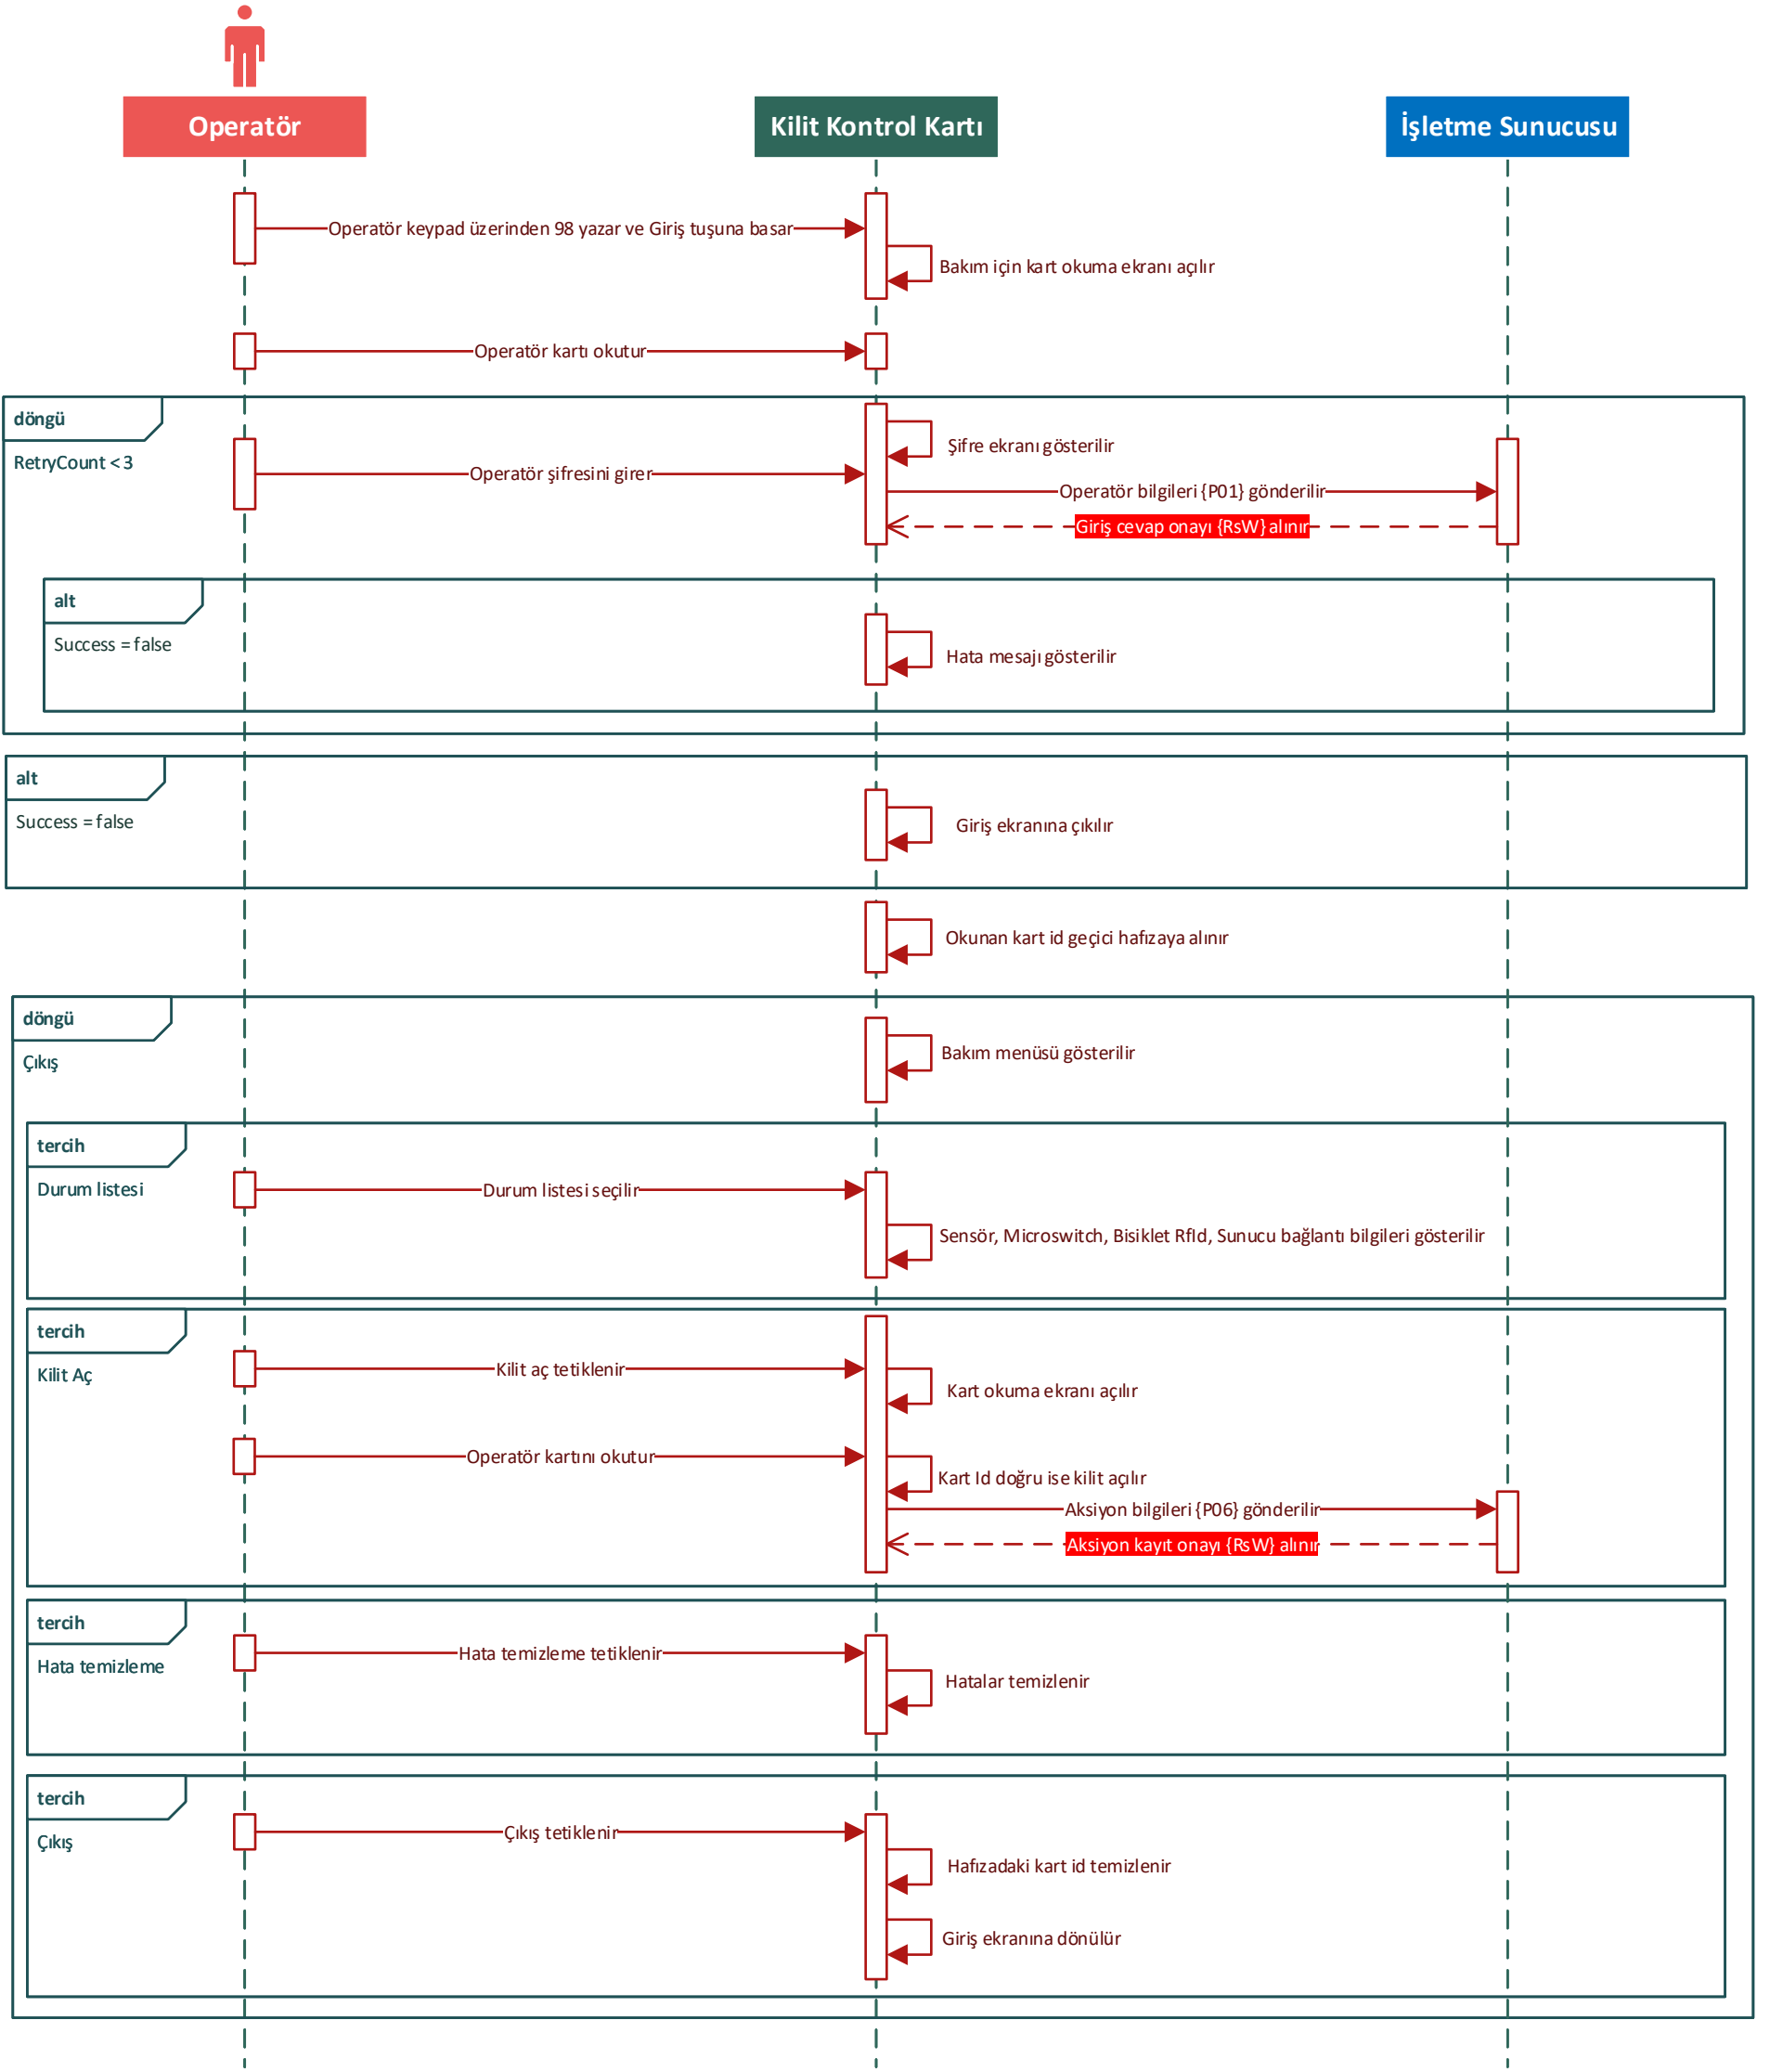 Operatör
Kilit Kontrol Kartı
İşletme Sunucusu
Operatör keypad üzerinden 98 yazar ve Giriş tuşuna basar
Bakım için kart okuma ekranı açılır
Operatör kartı okutur
döngü
RetryCount < 3
Şifre ekranı gösterilir
Operatör şifresini girer
Operatör bilgileri {P01} gönderilir
Giriş cevap onayı {RsW} alınır
alt
Success = false
Hata mesajı gösterilir
alt
Success = false
Giriş ekranına çıkılır
Okunan kart id geçici hafızaya alınır
döngü
Çıkış
Bakım menüsü gösterilir
tercih
Durum listesi
Durum listesi seçilir
Sensör, Microswitch, Bisiklet RfId, Sunucu bağlantı bilgileri gösterilir
tercih
Kilit Aç
Kilit aç tetiklenir
Kart okuma ekranı açılır
Operatör kartını okutur
Kart Id doğru ise kilit açılır
Aksiyon bilgileri {P06} gönderilir
Aksiyon kayıt onayı {RsW} alınır
tercih
Hata temizleme
Hata temizleme tetiklenir
Hatalar temizlenir
tercih
Çıkış
Çıkış tetiklenir
Hafızadaki kart id temizlenir
Giriş ekranına dönülür